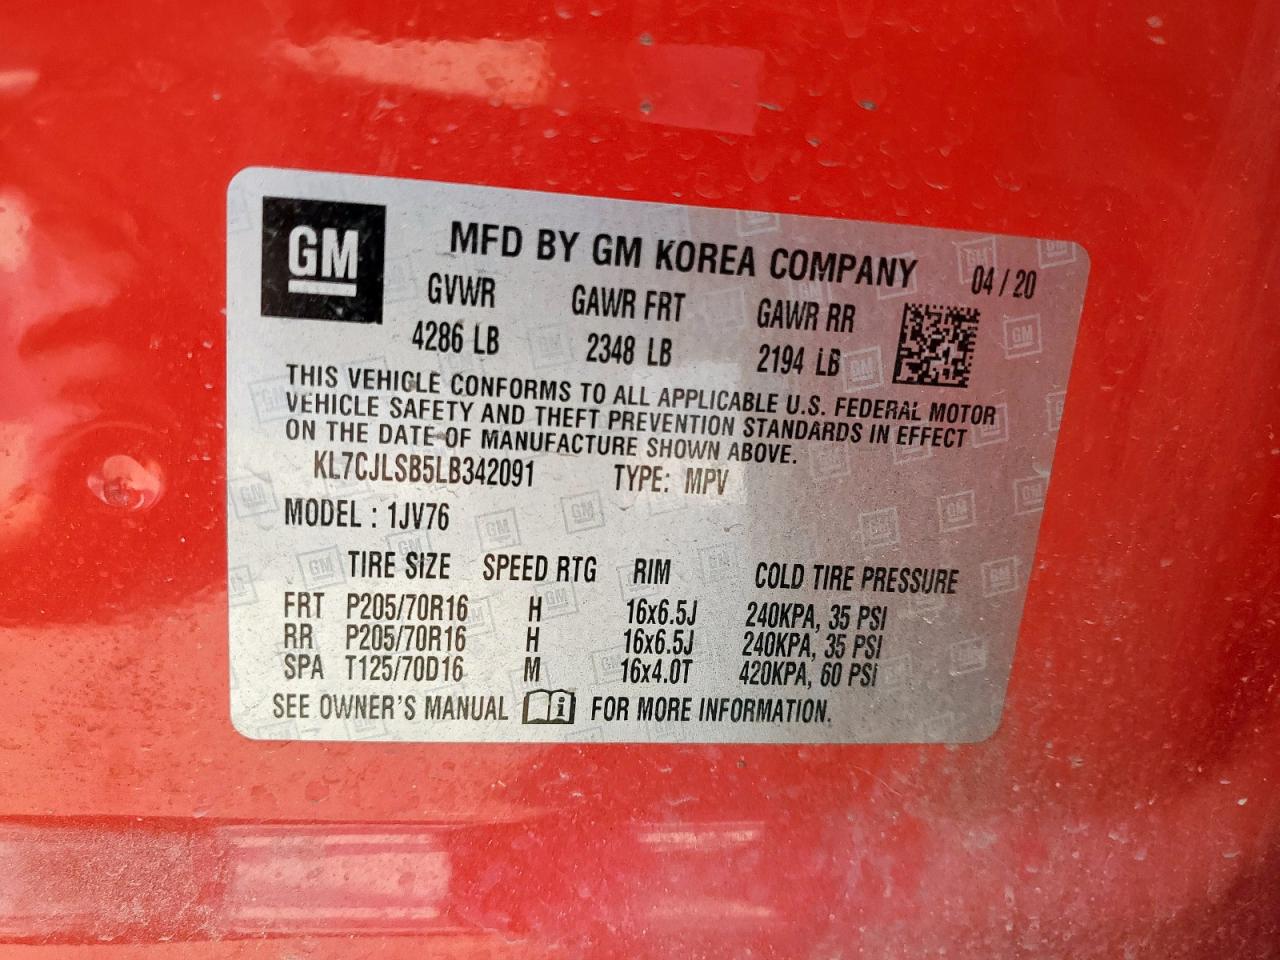 GM
MFD BY GM KOREA COMPANY 04 / 20
GVWR GAWR FRT GAWR RR
4286 LB 2348 LB 2194 LB
THIS VEHICLE CONFORMS TO ALL APPLICABLE U.S. FEDERAL MOTOR
VEHICLE SAFETY AND THEFT PREVENTION STANDARDS IN EFFECT
ON THE DATE OF MANUFACTURE SHOWN ABOVE.
KL7CJLSB5LB342091 TYPE: MPV
MODEL : 1JV76
TIRE SIZE SPEED RTG RIM COLD TIRE PRESSURE
FRT P205/70R16 H 16x6.5J 240KPA, 35 PSI
RR P205/70R16 H 16x6.5J 240KPA, 35 PSI
SPA T125/70D16 M 16x4.0T 420KPA, 60 PSI
SEE OWNER'S MANUAL i FOR MORE INFORMATION.